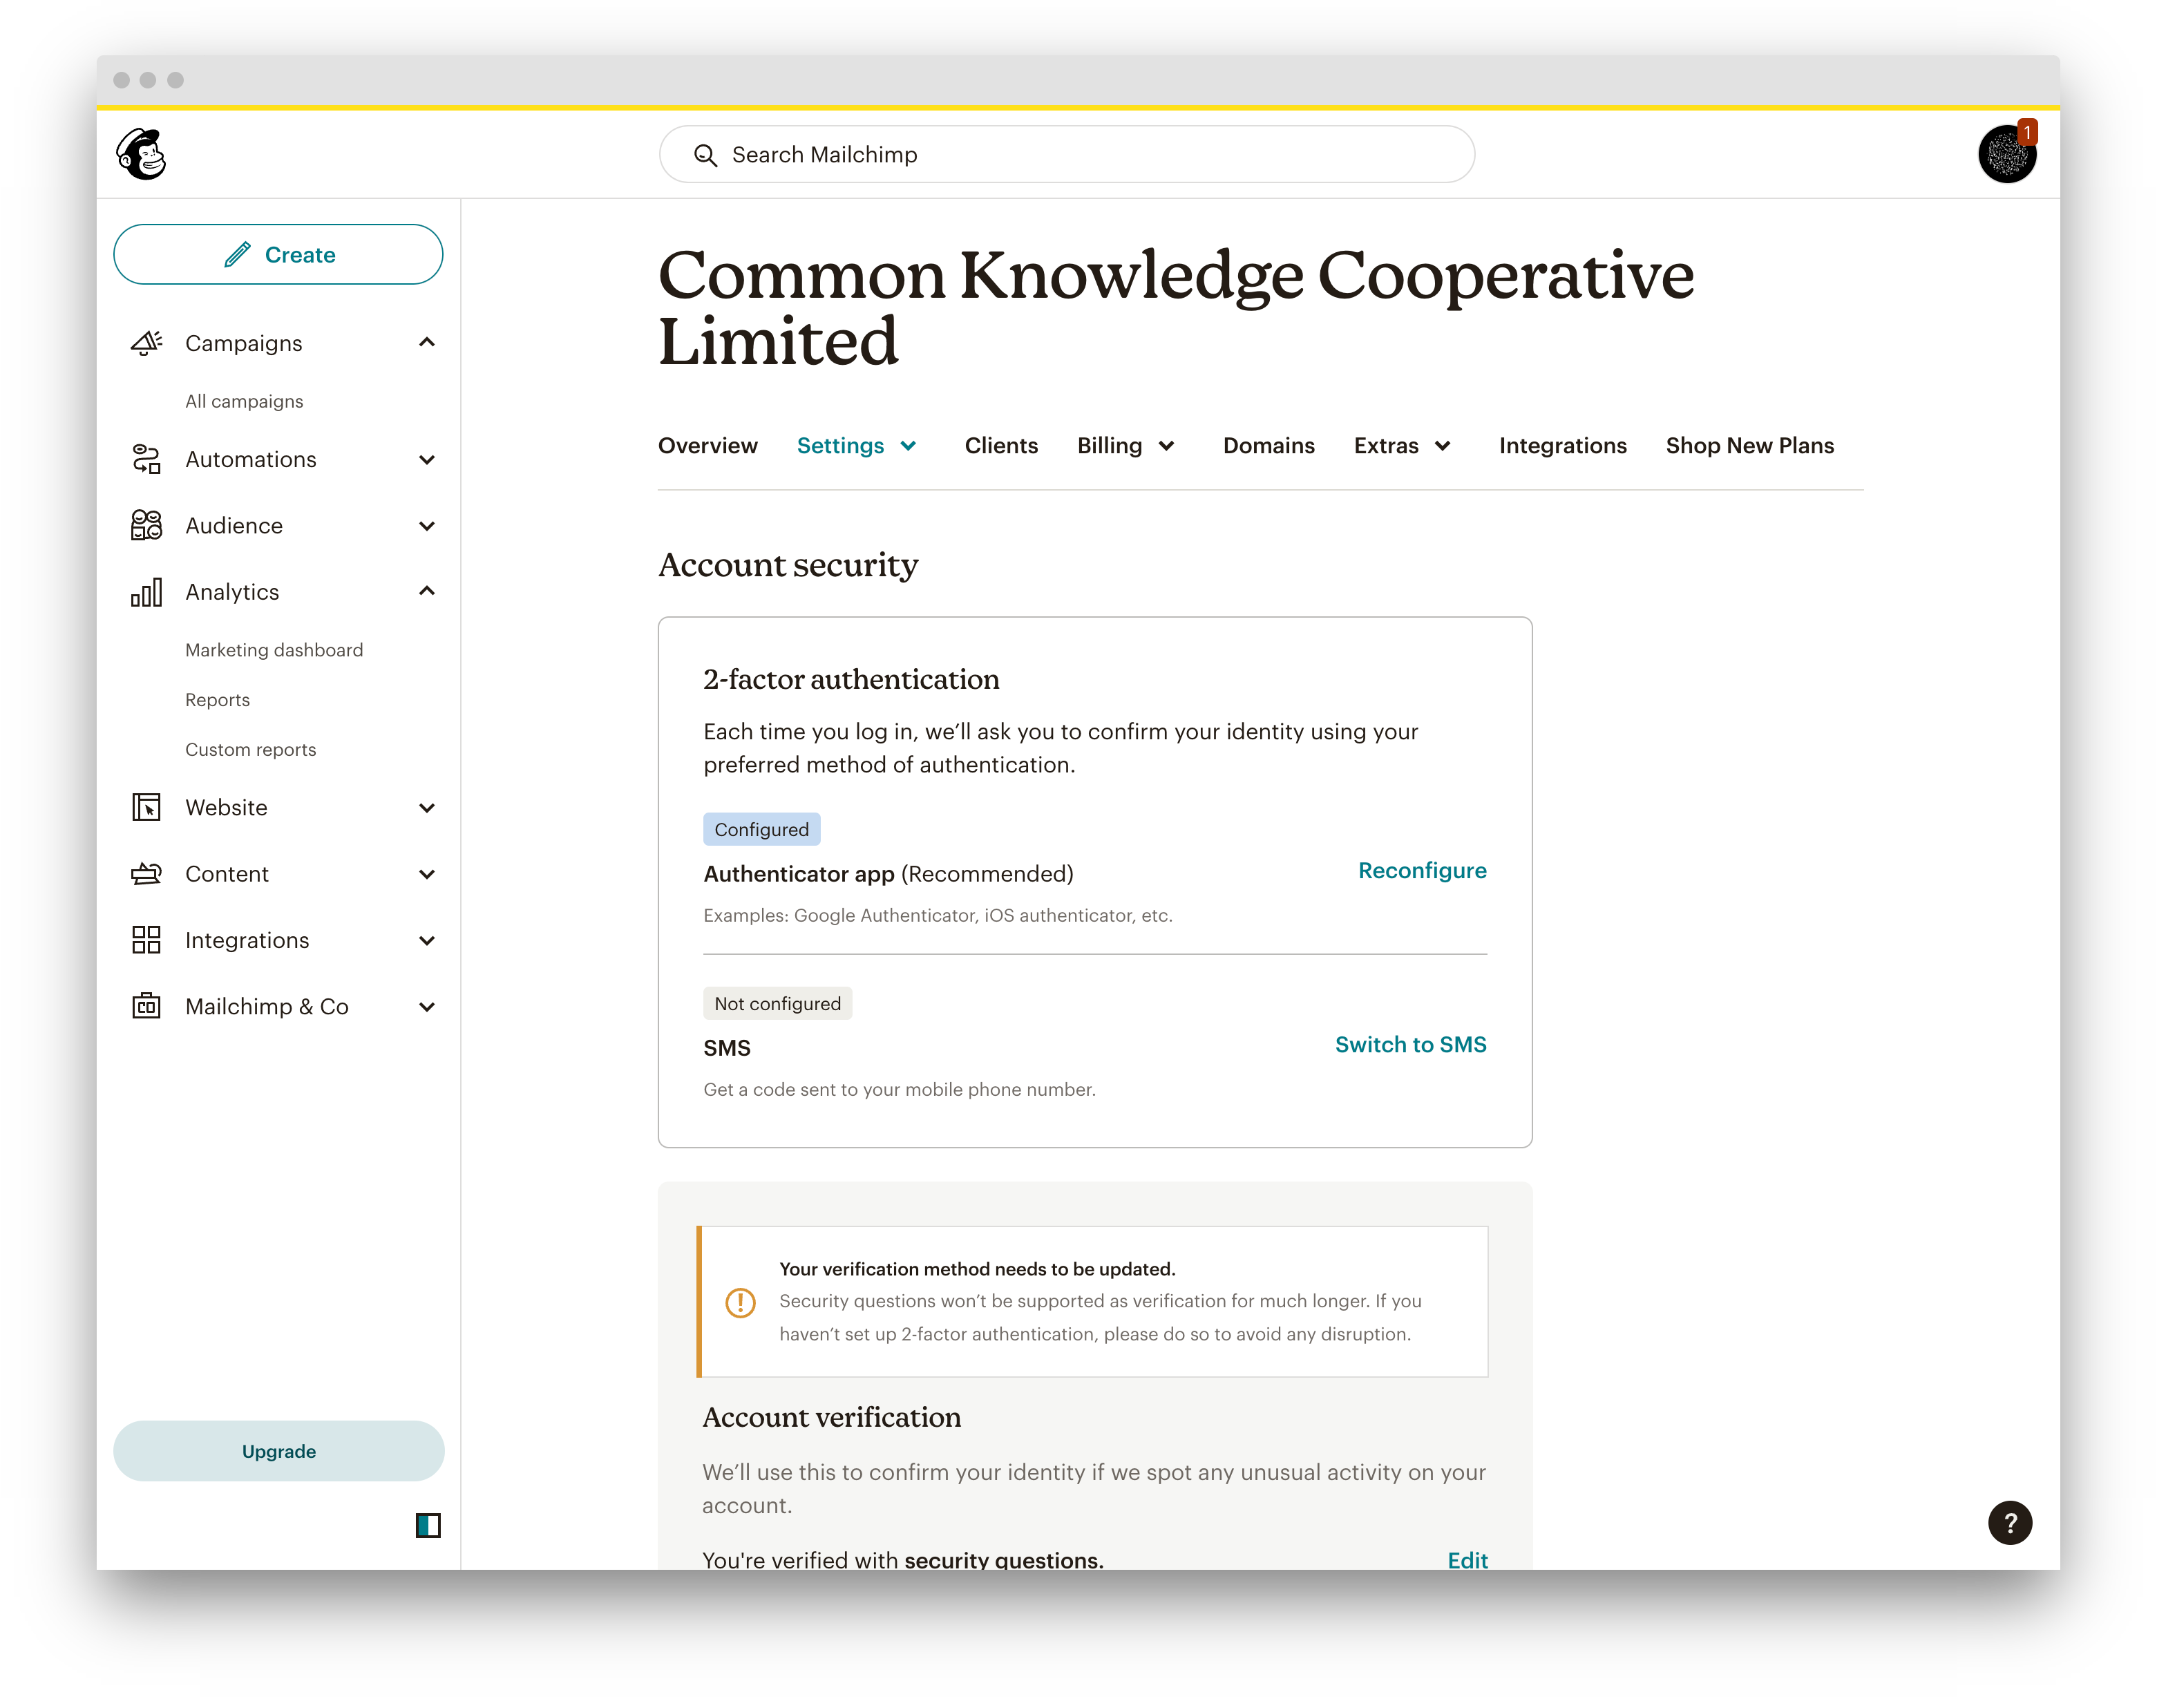 Search Mailchimp
1
Create
Campaigns
All campaigns
Automations
Audience
Analytics
Marketing dashboard
Reports
Custom reports
Website
Content
Integrations
CO
Mailchimp & Co
Upgrade
Common Knowledge Cooperative
Limited
Overview Settings Clients Billing Domains Extras Integrations Shop New Plans
Account security
2-factor authentication
Each time you log in, we’ll ask you to confirm your identity using your
preferred method of authentication.
Configured
Authenticator app (Recommended)
Reconfigure
Examples: Google Authenticator, iOS authenticator, etc.
Not configured
SMS
Switch to SMS
Get a code sent to your mobile phone number.
Your verification method needs to be updated.
Security questions won’t be supported as verification for much longer. If you
haven’t set up 2-factor authentication, please do so to avoid any disruption.
Account verification
We’ll use this to confirm your identity if we spot any unusual activity on your
account.
You're verified with security questions.
Edit
?